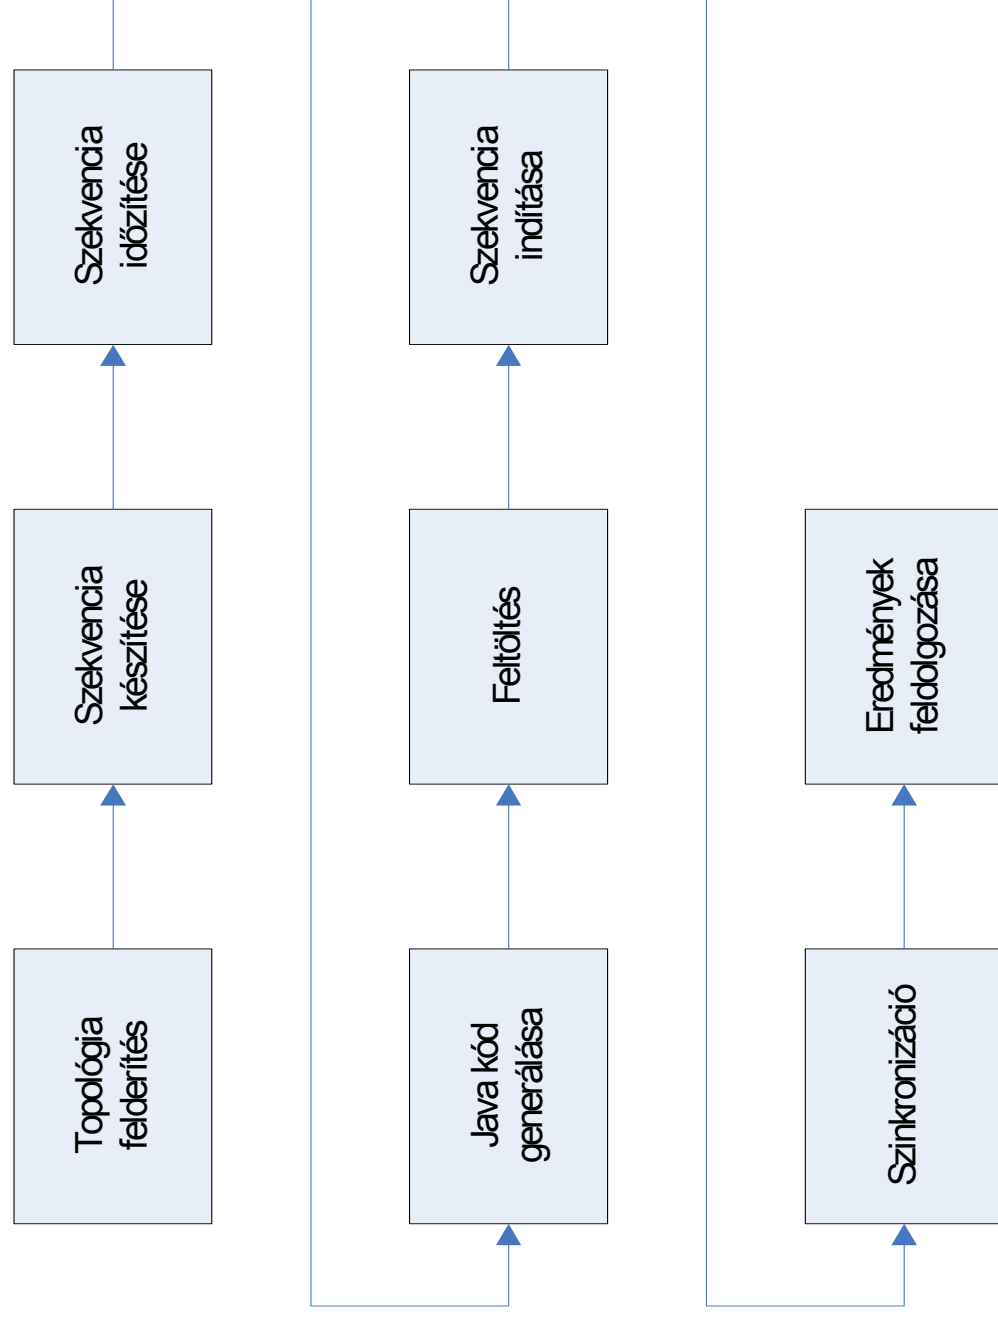 Topológia
felderítés
Szekvencia
készítése
Szekvencia
időzítése
Java kód
generálása
Feltöltés
Szekvencia
indítása
Szinkronizáció
Eredmények
feldolgozása